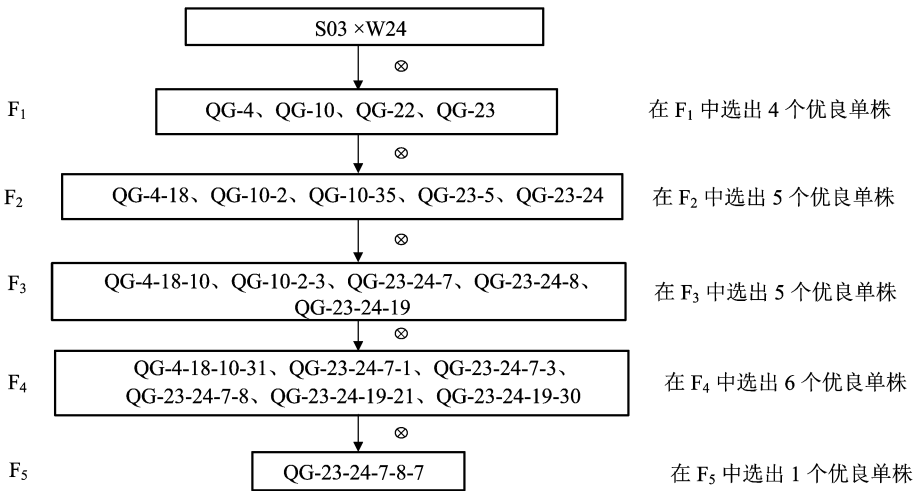 S03 ×W24
⊗
F₁
QG-4、QG-10、QG-22、QG-23
在 F₁ 中选出 4 个优良单株
⊗
F₂
QG-4-18、QG-10-2、QG-10-35、QG-23-5、QG-23-24
在 F₂ 中选出 5 个优良单株
⊗
F₃
QG-4-18-10、QG-10-2-3、QG-23-24-7、QG-23-24-8、
QG-23-24-19
在 F₃ 中选出 5 个优良单株
⊗
F₄
QG-4-18-10-31、QG-23-24-7-1、QG-23-24-7-3、
QG-23-24-7-8、QG-23-24-19-21、QG-23-24-19-30
在 F₄ 中选出 6 个优良单株
⊗
F₅
QG-23-24-7-8-7
在 F₅ 中选出 1 个优良单株